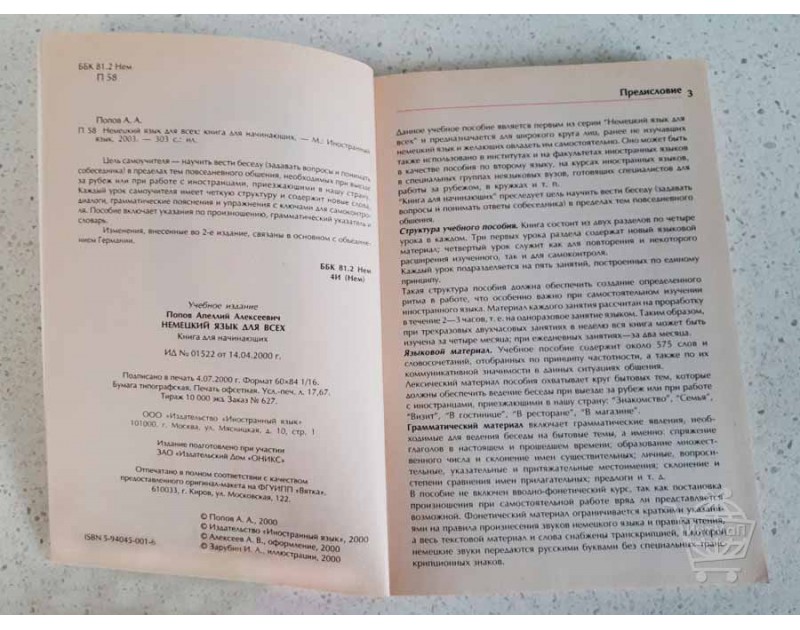 ББК 81.2 Нем
П 58
Попов А. А.
П 58 Немецкий язык для всех: книга для начинающих. — М.: Иностранный
язык, 2003. — 303 с.: ил.
Цель самоучителя — научить вести беседу (задавать вопросы и понимать
собеседника) в пределах тем повседневного общения, необходимых при выезде
за рубеж или при работе с иностранцами, приезжающими в нашу страну.
Каждый урок самоучителя имеет четкую структуру и содержит новые слова,
диалоги, грамматические пояснения и упражнения с ключами для самоконтро-
ля. Пособие включает указания по произношению, грамматический указатель и
словарь.
Изменения, внесенные во 2-е издание, связаны в основном с объедине-
нием Германии.
ББК 81.2 Нем
4И (Нем)
Учебное издание
Попов Апеллий Алексеевич
НЕМЕЦКИЙ ЯЗЫК ДЛЯ ВСЕХ
Книга для начинающих
ИД № 01522 от 14.04.2000 г.
Подписано в печать 4.07.2000 г. Формат 60×84 1/16.
Бумага типографская. Печать офсетная. Усл.-печ. л. 17,67.
Тираж 10 000 экз. Заказ № 627.
ООО «Издательство «Иностранный язык»
101000, г. Москва, ул. Мясницкая, д. 10, стр. 1
Издание подготовлено при участии
ЗАО «Издательский Дом «ОНИКС»
Отпечатано в полном соответствии с качеством
предоставленного оригинал-макета на ФГУИПП «Вятка».
610033, г. Киров, ул. Московская, 122.
© Попов А. А., 2000
© Издательство «Иностранный язык», 2000
© Алексеев А. В., оформление, 2000
ISBN 5-94045-001-6
© Зарубин И. А., иллюстрации, 2000
Предисловие 3
Данное учебное пособие является первым из серии "Немецкий язык для
всех" и предназначается для широкого круга лиц, ранее не изучавших
немецкий язык и желающих овладеть им самостоятельно. Оно может быть
также использовано в институтах и на факультетах иностранных языков
в качестве пособия по второму языку, на курсах иностранных языков,
в специальных группах неязыковых вузов, готовящих специалистов для
работы за рубежом, в кружках и т. п.
"Книга для начинающих" преследует цель научить вести беседу (задавать
вопросы и понимать ответы собеседника) в пределах тем повседневного
общения.
Структура учебного пособия. Книга состоит из двух разделов по четыре
урока в каждом. Три первых урока раздела содержат новый языковой
материал; четвертый урок служит как для повторения и некоторого
расширения изученного, так и для самоконтроля.
Каждый урок подразделяется на пять занятий, построенных по единому
принципу.
Такая структура пособия должна обеспечить создание определенного
ритма в работе, что особенно важно при самостоятельном изучении
иностранного языка. Материал каждого занятия рассчитан на проработку
в течение 2—3 часов, т. е. на одноразовое занятие языком. Таким образом,
при трехразовых двухчасовых занятиях в неделю вся книга может быть
изучена за четыре месяца; при ежедневных занятиях—за два месяца.
Языковой материал. Учебное пособие содержит около 575 слов и
словосочетаний, отобранных по принципу частотности, а также по их
коммуникативной значимости в данных ситуациях общения.
Лексический материал пособия охватывает круг бытовых тем, которые
должны обеспечить ведение беседы при выезде за рубеж или при работе
с иностранцами, приезжающими в нашу страну: "Знакомство", "Семья",
"Визит", "В гостинице", "В ресторане", "В магазине".
Грамматический материал включает грамматические явления, необ-
ходимые для ведения беседы на бытовые темы, а именно: спряжение
глаголов в настоящем и прошедшем времени; образование множест-
венного числа и склонение имен существительных; личные, вопроси-
тельные, указательные и притяжательные местоимения; склонение и
степени сравнения имен прилагательных; предлоги и т. д.
В пособие не включен вводно-фонетический курс, так как постановка
произношения при самостоятельной работе вряд ли представляется
возможной. Фонетический материал ограничивается краткими указани-
ями на правила произнесения звуков немецкого языка и правила чтения,
а весь текстовой материал и слова снабжены транскрипцией, в которой
немецкие звуки передаются русскими буквами без специальных транс-
крипционных знаков.